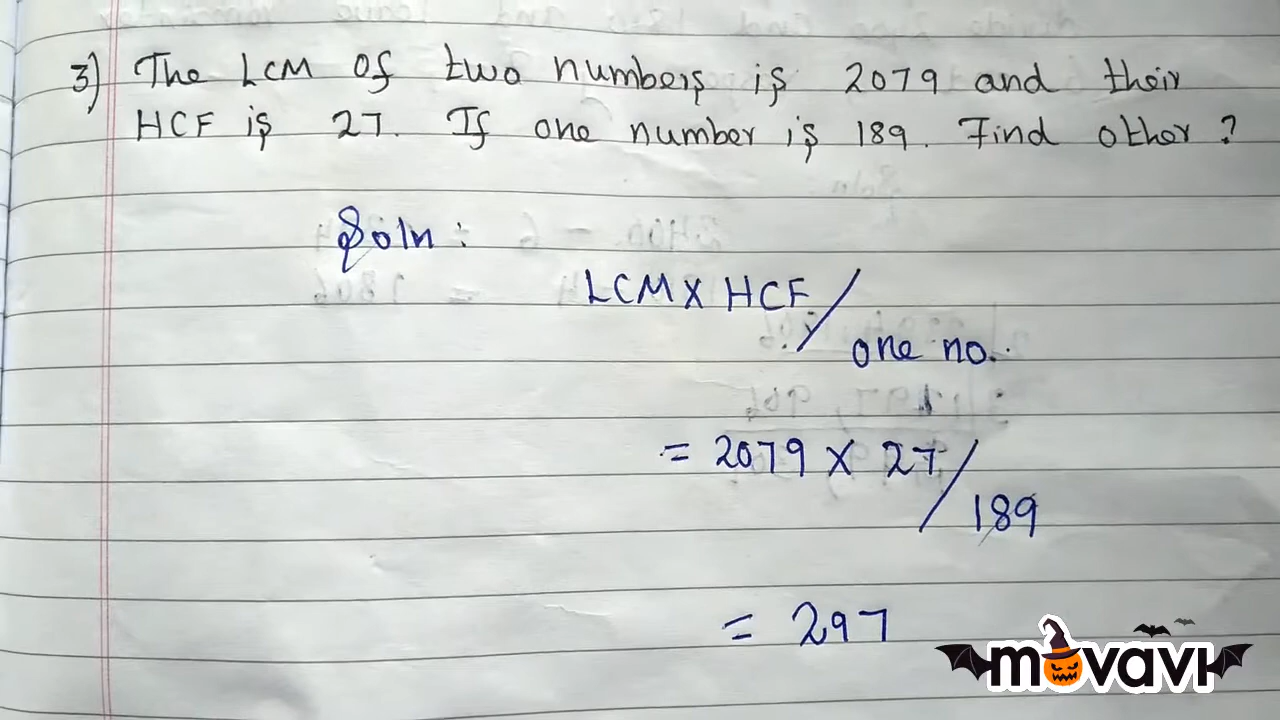 3) The LCM Of two numbers is 2079 and their
HCF is 27. If one number is 189. Find other ?
Soln :
LCM X HCF /
one no.
= 2079 X 27 /
189
= 297
movavi